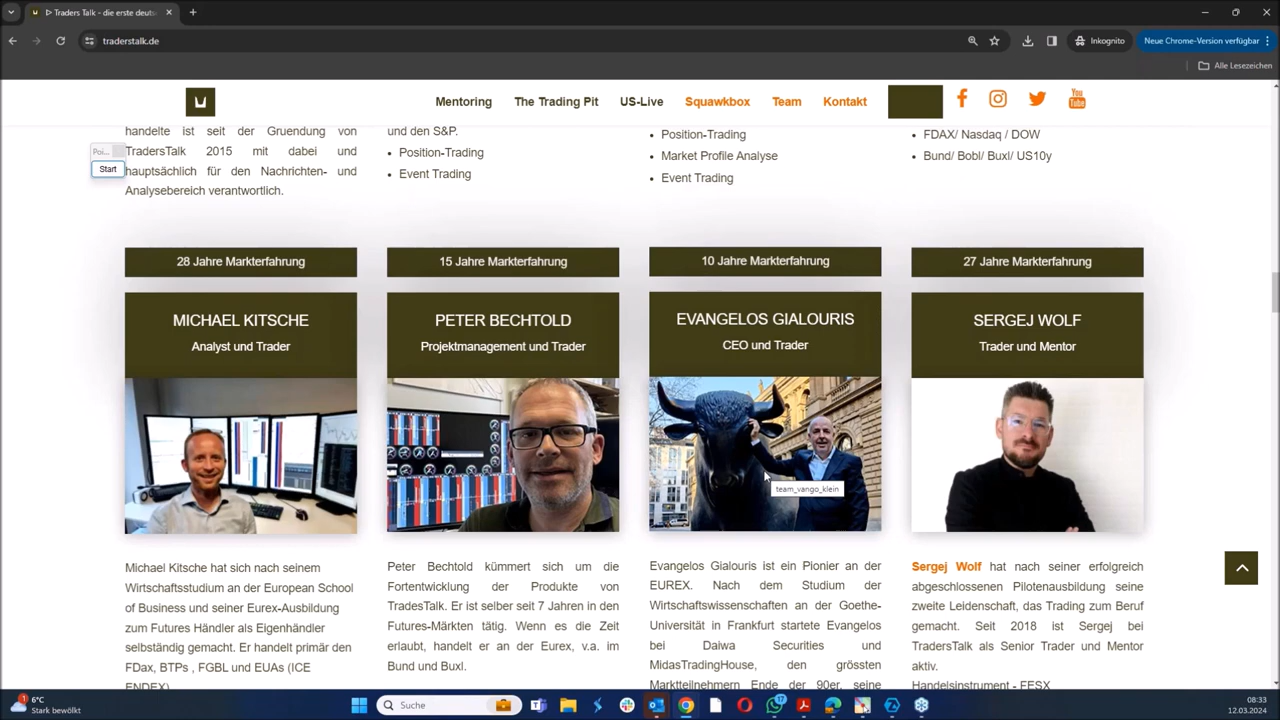 Traders Talk - die erste deuts
traderstalk.de
Inkognito
Neue Chrome-Version verfügbar
Alle Lesezeichen
Mentoring The Trading Pit US-Live Squawkbox Team Kontakt
You Tube
Poi...
Start
handelte ist seit der Gruendung von
TradersTalk 2015 mit dabei und
hauptsächlich für den Nachrichten-
und Analysebereich verantwortlich.
und den S&P.
• Position-Trading
• Event Trading
• Position-Trading
• Market Profile Analyse
• Event Trading
• FDAX/ Nasdaq / DOW
• Bund/ Bobl/ Buxl/ US10y
28 Jahre Markterfahrung
MICHAEL KITSCHE
Analyst und Trader
Michael Kitsche hat sich nach seinem
Wirtschaftsstudium an der European School
of Business und seiner Eurex-Ausbildung
zum Futures Händler als Eigenhändler
selbständig gemacht. Er handelt primär den
FDax, BTPs , FGBL und EUAs (ICE
ENDEX)
15 Jahre Markterfahrung
PETER BECHTOLD
Projektmanagement und Trader
Peter Bechtold kümmert sich um die
Fortentwicklung der Produkte von
TradesTalk. Er ist selber seit 7 Jahren in den
Futures-Märkten tätig. Wenn es die Zeit
erlaubt, handelt er an der Eurex, v.a. im
Bund und Buxl.
10 Jahre Markterfahrung
EVANGELOS GIALOURIS
CEO und Trader
team_vango_klein
Evangelos Gialouris ist ein Pionier an der
EUREX. Nach dem Studium der
Wirtschaftswissenschaften an der Goethe-
Universität in Frankfurt startete Evangelos
bei Daiwa Securities und
MidasTradingHouse, den grössten
Marktteilnehmern Ende der 90er, seine
27 Jahre Markterfahrung
SERGEJ WOLF
Trader und Mentor
Sergej Wolf hat nach seiner erfolgreich
abgeschlossenen Pilotenausbildung seine
zweite Leidenschaft, das Trading zum Beruf
gemacht. Seit 2018 ist Sergej bei
TradersTalk als Senior Trader und Mentor
aktiv.
Handelsinstrument - FESX
6°C
Stark bewölkt
Suche
08:33
12.03.2024